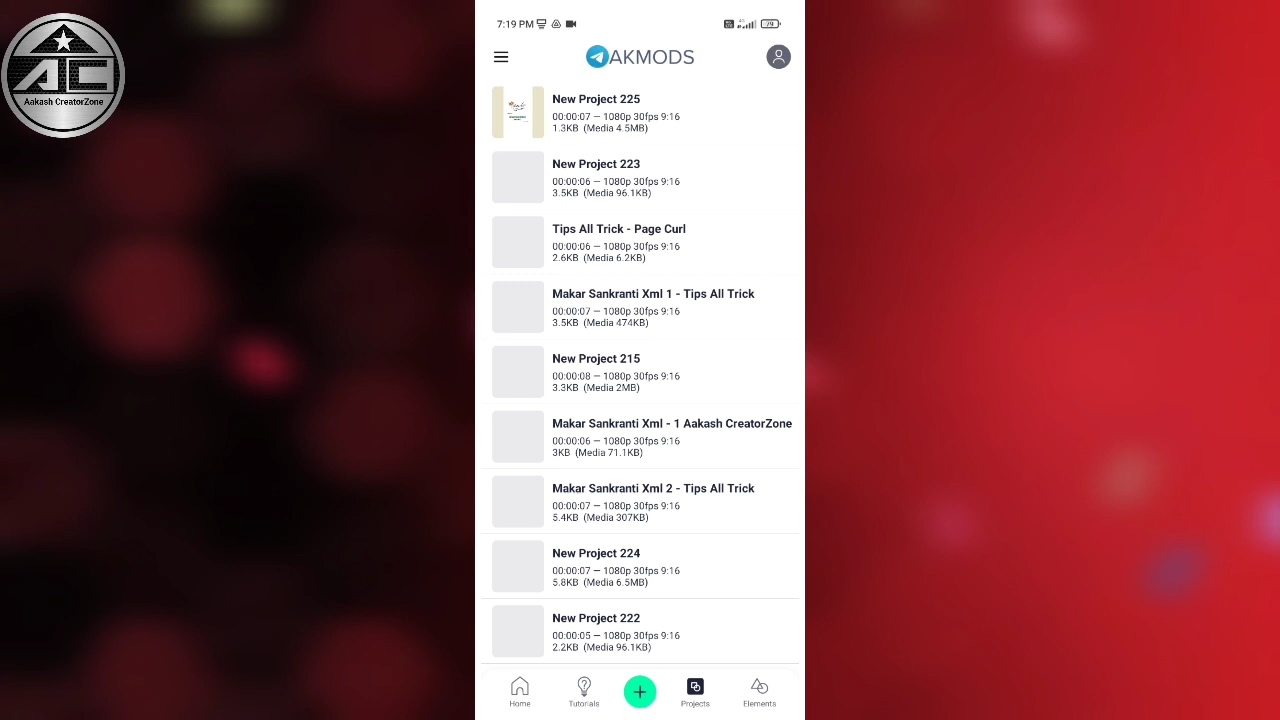 AC
Aakash CreatorZone
7:19 PM
79
AKMODS
New Project 225
00:00:07 — 1080p 30fps 9:16
1.3KB (Media 4.5MB)
New Project 223
00:00:06 — 1080p 30fps 9:16
3.5KB (Media 96.1KB)
Tips All Trick - Page Curl
00:00:06 — 1080p 30fps 9:16
2.6KB (Media 6.2KB)
Makar Sankranti Xml 1 - Tips All Trick
00:00:07 — 1080p 30fps 9:16
3.5KB (Media 474KB)
New Project 215
00:00:08 — 1080p 30fps 9:16
3.3KB (Media 2MB)
Makar Sankranti Xml - 1 Aakash CreatorZone
00:00:06 — 1080p 30fps 9:16
3KB (Media 71.1KB)
Makar Sankranti Xml 2 - Tips All Trick
00:00:07 — 1080p 30fps 9:16
5.4KB (Media 307KB)
New Project 224
00:00:07 — 1080p 30fps 9:16
5.8KB (Media 6.5MB)
New Project 222
00:00:05 — 1080p 30fps 9:16
2.2KB (Media 96.1KB)
Home
Tutorials
Projects
Elements